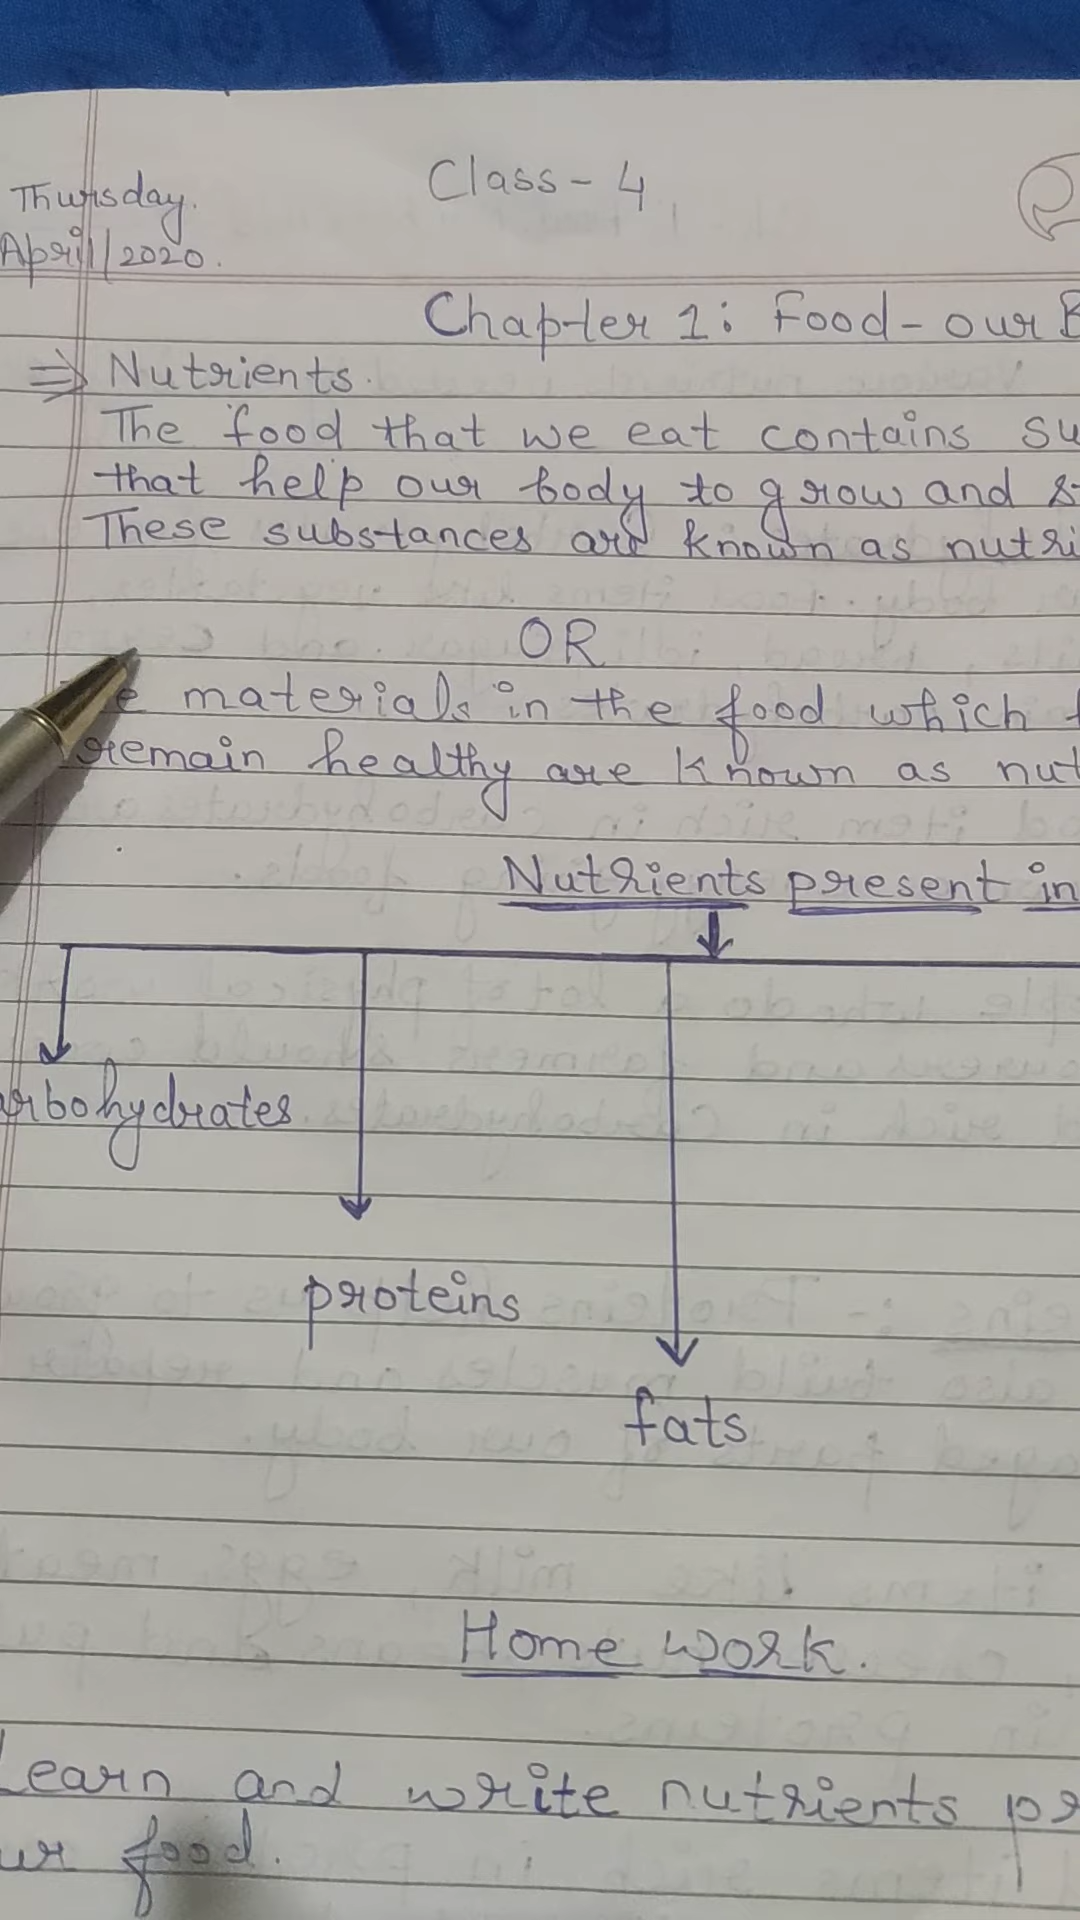 Class - 4
Thursday.
April/2020.
Chapter 1: Food - our
⇒ Nutrients.
The food that we eat contains
that help our body to grow and
These substances are known as
OR
materials in the food which
remain healthy are known as
Nutrients present in
proteins
fats
Home work.
Learn and write nutrients
food.